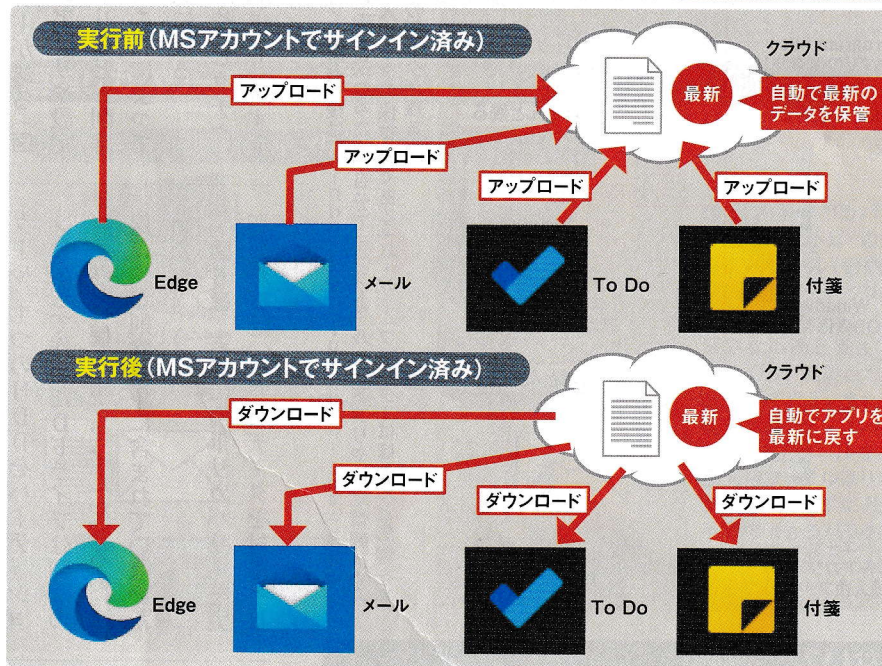 実行前(MSアカウントでサインイン済み)
クラウド
アップロード
最新
自動で最新の
データを保管
アップロード
アップロード
アップロード
Edge
メール
To Do
付箋
実行後(MSアカウントでサインイン済み)
クラウド
ダウンロード
最新
自動でアプリを
最新に戻す
ダウンロード
ダウンロード
ダウンロード
Edge
メール
To Do
付箋